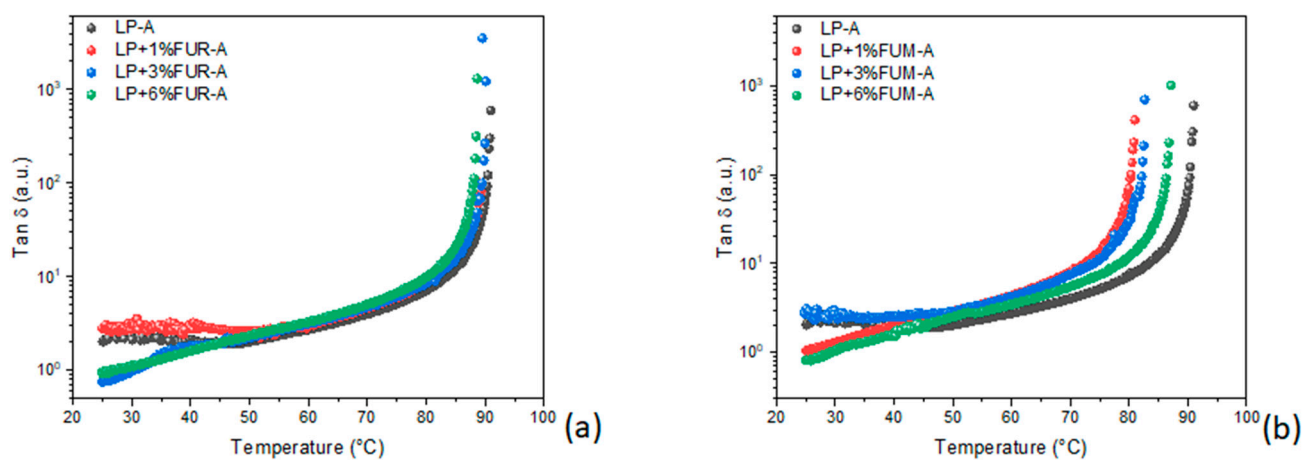 LP-A
LP+1%FUR-A
LP+3%FUR-A
LP+6%FUR-A
10³
10²
10¹
10⁰
Tan δ (a.u.)
20 30 40 50 60 70 80 90 100
Temperature (°C)
(a)
LP-A
LP+1%FUM-A
LP+3%FUM-A
LP+6%FUM-A
10³
10²
10¹
10⁰
Tan δ (a.u.)
20 30 40 50 60 70 80 90 100
Temperature (°C)
(b)